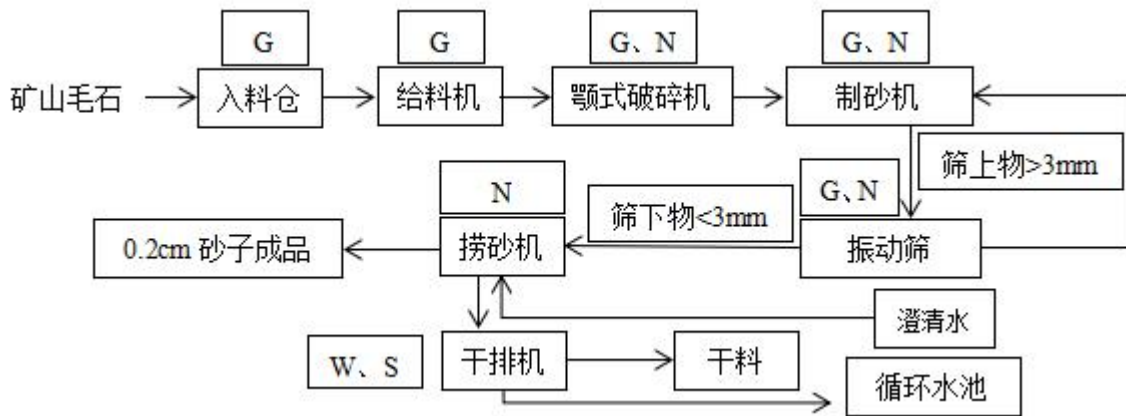 G
G
G、N
G、N
矿山毛石
入料仓
给料机
颚式破碎机
制砂机
筛上物>3mm
N
G、N
筛下物<3mm
0.2cm 砂子成品
捞砂机
振动筛
澄清水
W、S
干排机
干料
循环水池